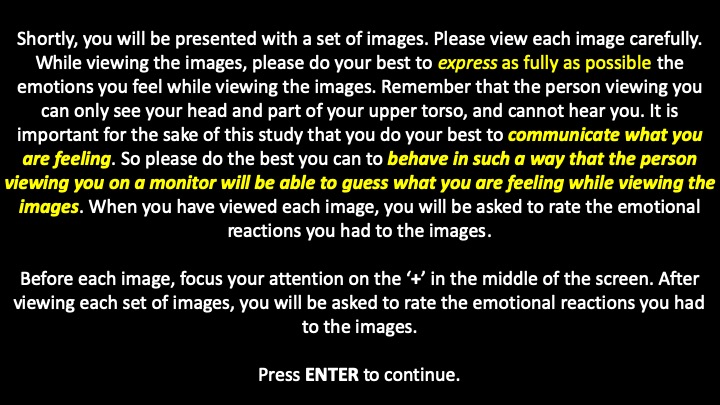 Shortly, you will be presented with a set of images. Please view each image carefully.
While viewing the images, please do your best to express as fully as possible the
emotions you feel while viewing the images. Remember that the person viewing you
can only see your head and part of your upper torso, and cannot hear you. It is
important for the sake of this study that you do your best to communicate what you
are feeling. So please do the best you can to behave in such a way that the person
viewing you on a monitor will be able to guess what you are feeling while viewing the
images. When you have viewed each image, you will be asked to rate the emotional
reactions you had to the images.
Before each image, focus your attention on the ‘+’ in the middle of the screen. After
viewing each set of images, you will be asked to rate the emotional reactions you had
to the images.
Press ENTER to continue.